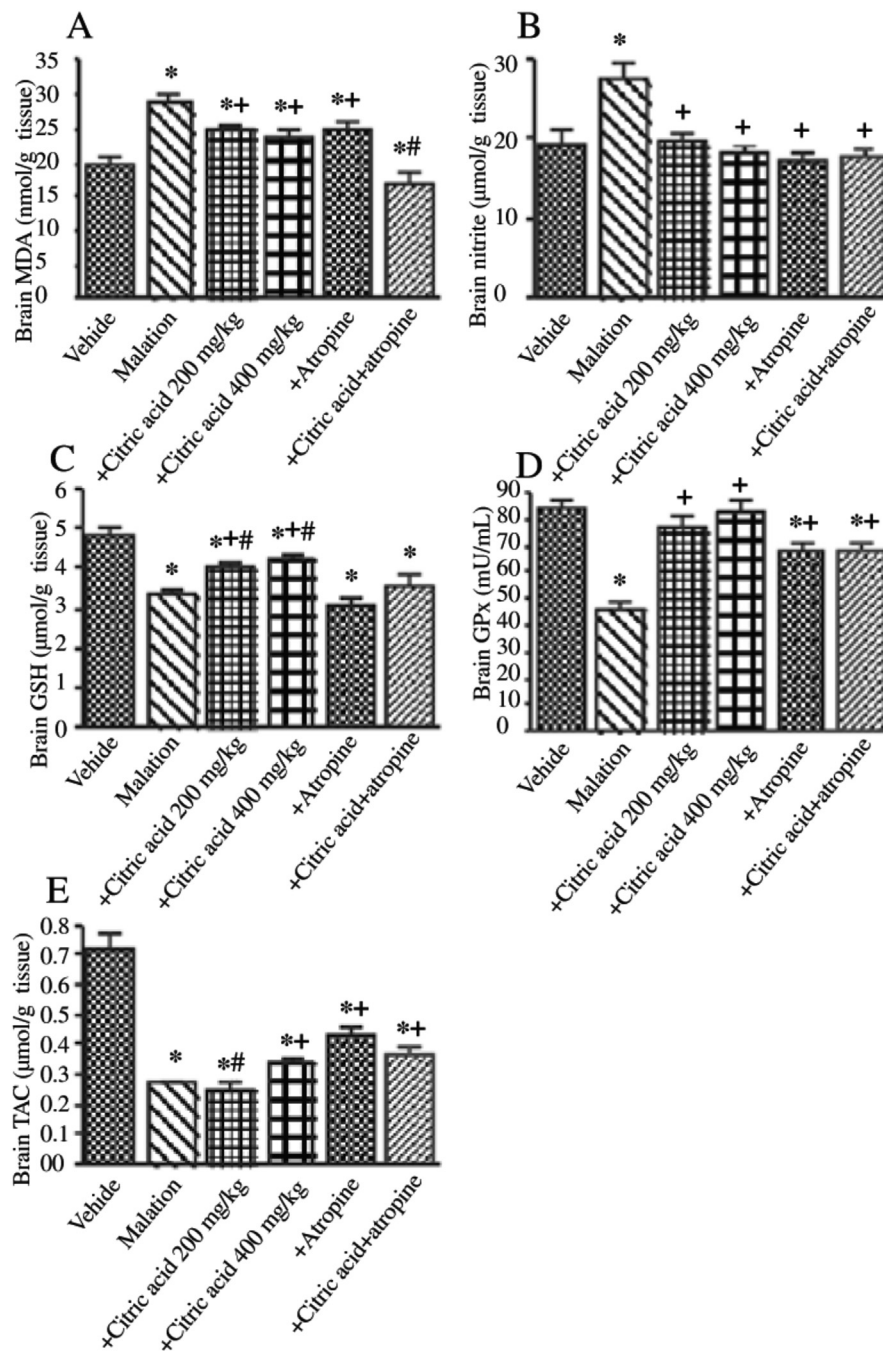 A
Brain MDA (nmol/g tissue)
35
30
25
20
15
10
5
0
*
*+
*+
*+
*#
Vehide
Malation
+Citric acid 200 mg/kg
+Citric acid 400 mg/kg
+Atropine
+Citric acid+atropine
B
Brain nitrite (µmol/g tissue)
30
20
10
0
*
+
+
+
+
Vehide
Malation
+Citric acid 200 mg/kg
+Citric acid 400 mg/kg
+Atropine
+Citric acid+atropine
C
Brain GSH (µmol/g tissue)
6
5
4
3
2
1
0
*
*+#
*+#
*
*
Vehide
Malation
+Citric acid 200 mg/kg
+Citric acid 400 mg/kg
+Atropine
+Citric acid+atropine
D
Brain GPx (mU/mL)
90
80
70
60
50
40
30
20
10
0
*
+
+
*+
*+
Vehide
Malation
+Citric acid 200 mg/kg
+Citric acid 400 mg/kg
+Atropine
+Citric acid+atropine
E
Brain TAC (µmol/g tissue)
0.8
0.7
0.6
0.5
0.4
0.3
0.2
0.1
00
*
*#
*+
*+
*+
Vehide
Malation
+Citric acid 200 mg/kg
+Citric acid 400 mg/kg
+Atropine
+Citric acid+atropine